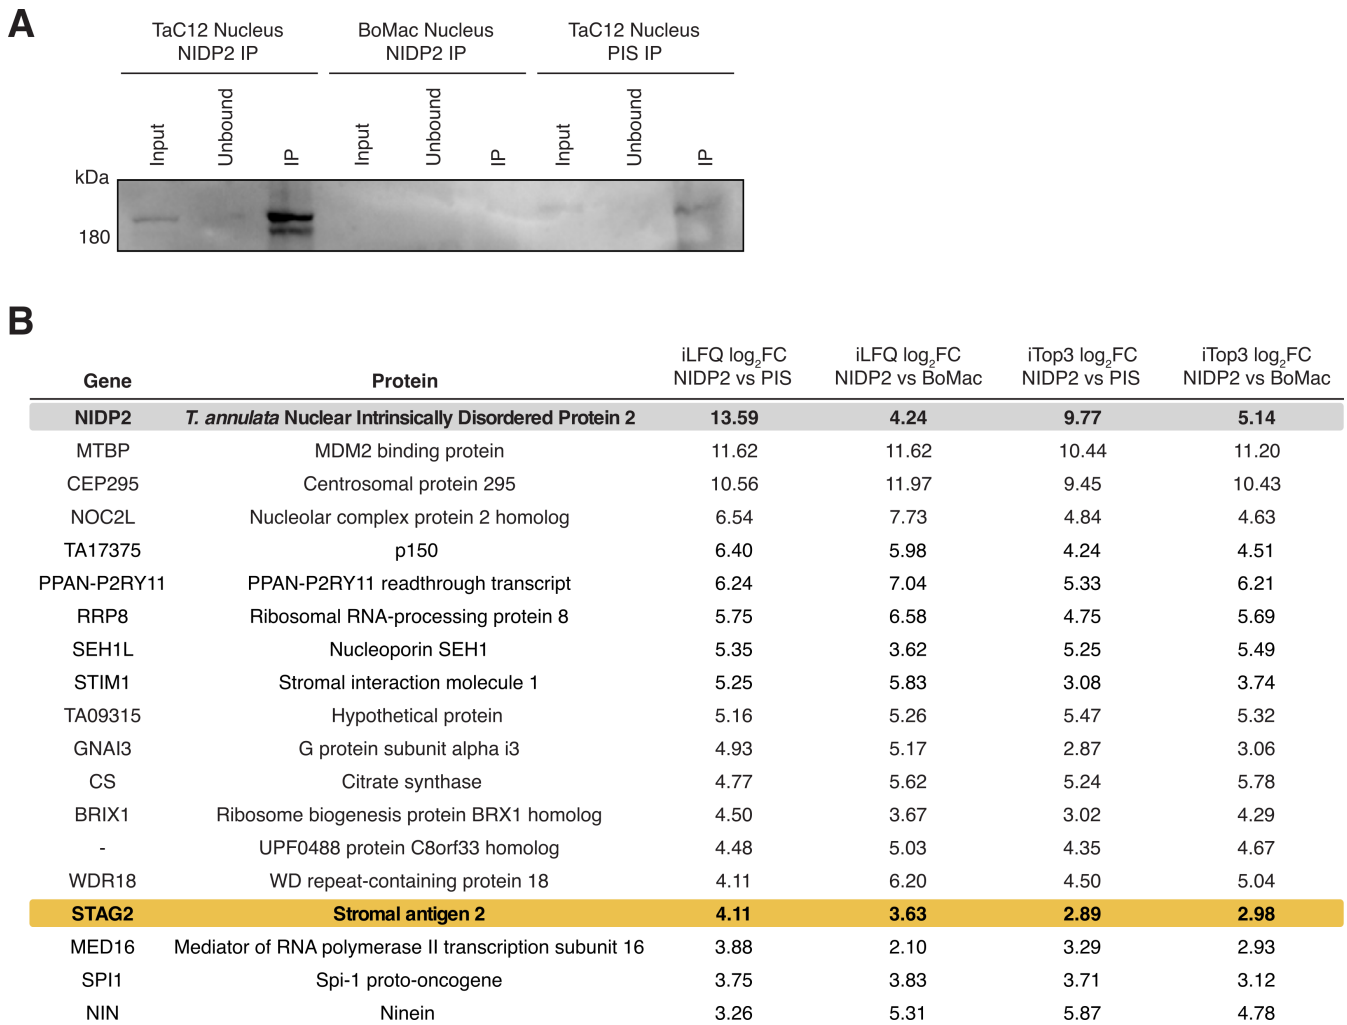 A
TaC12 Nucleus NIDP2 IP
BoMac Nucleus NIDP2 IP
TaC12 Nucleus PIS IP
Input Unbound IP Input Unbound IP Input Unbound IP
kDa
180
B
Gene Protein iLFQ log2FC NIDP2 vs PIS iLFQ log2FC NIDP2 vs BoMac iTop3 log2FC NIDP2 vs PIS iTop3 log2FC NIDP2 vs BoMac
NIDP2 T. annulata Nuclear Intrinsically Disordered Protein 2 13.59 4.24 9.77 5.14
MTBP MDM2 binding protein 11.62 11.62 10.44 11.20
CEP295 Centrosomal protein 295 10.56 11.97 9.45 10.43
NOC2L Nucleolar complex protein 2 homolog 6.54 7.73 4.84 4.63
TA17375 p150 6.40 5.98 4.24 4.51
PPAN-P2RY11 PPAN-P2RY11 readthrough transcript 6.24 7.04 5.33 6.21
RRP8 Ribosomal RNA-processing protein 8 5.75 6.58 4.75 5.69
SEH1L Nucleoporin SEH1 5.35 3.62 5.25 5.49
STIM1 Stromal interaction molecule 1 5.25 5.83 3.08 3.74
TA09315 Hypothetical protein 5.16 5.26 5.47 5.32
GNAI3 G protein subunit alpha i3 4.93 5.17 2.87 3.06
CS Citrate synthase 4.77 5.62 5.24 5.78
BRIX1 Ribosome biogenesis protein BRX1 homolog 4.50 3.67 3.02 4.29
- UPF0488 protein C8orf33 homolog 4.48 5.03 4.35 4.67
WDR18 WD repeat-containing protein 18 4.11 6.20 4.50 5.04
STAG2 Stromal antigen 2 4.11 3.63 2.89 2.98
MED16 Mediator of RNA polymerase II transcription subunit 16 3.88 2.10 3.29 2.93
SPI1 Spi-1 proto-oncogene 3.75 3.83 3.71 3.12
NIN Ninein 3.26 5.31 5.87 4.78